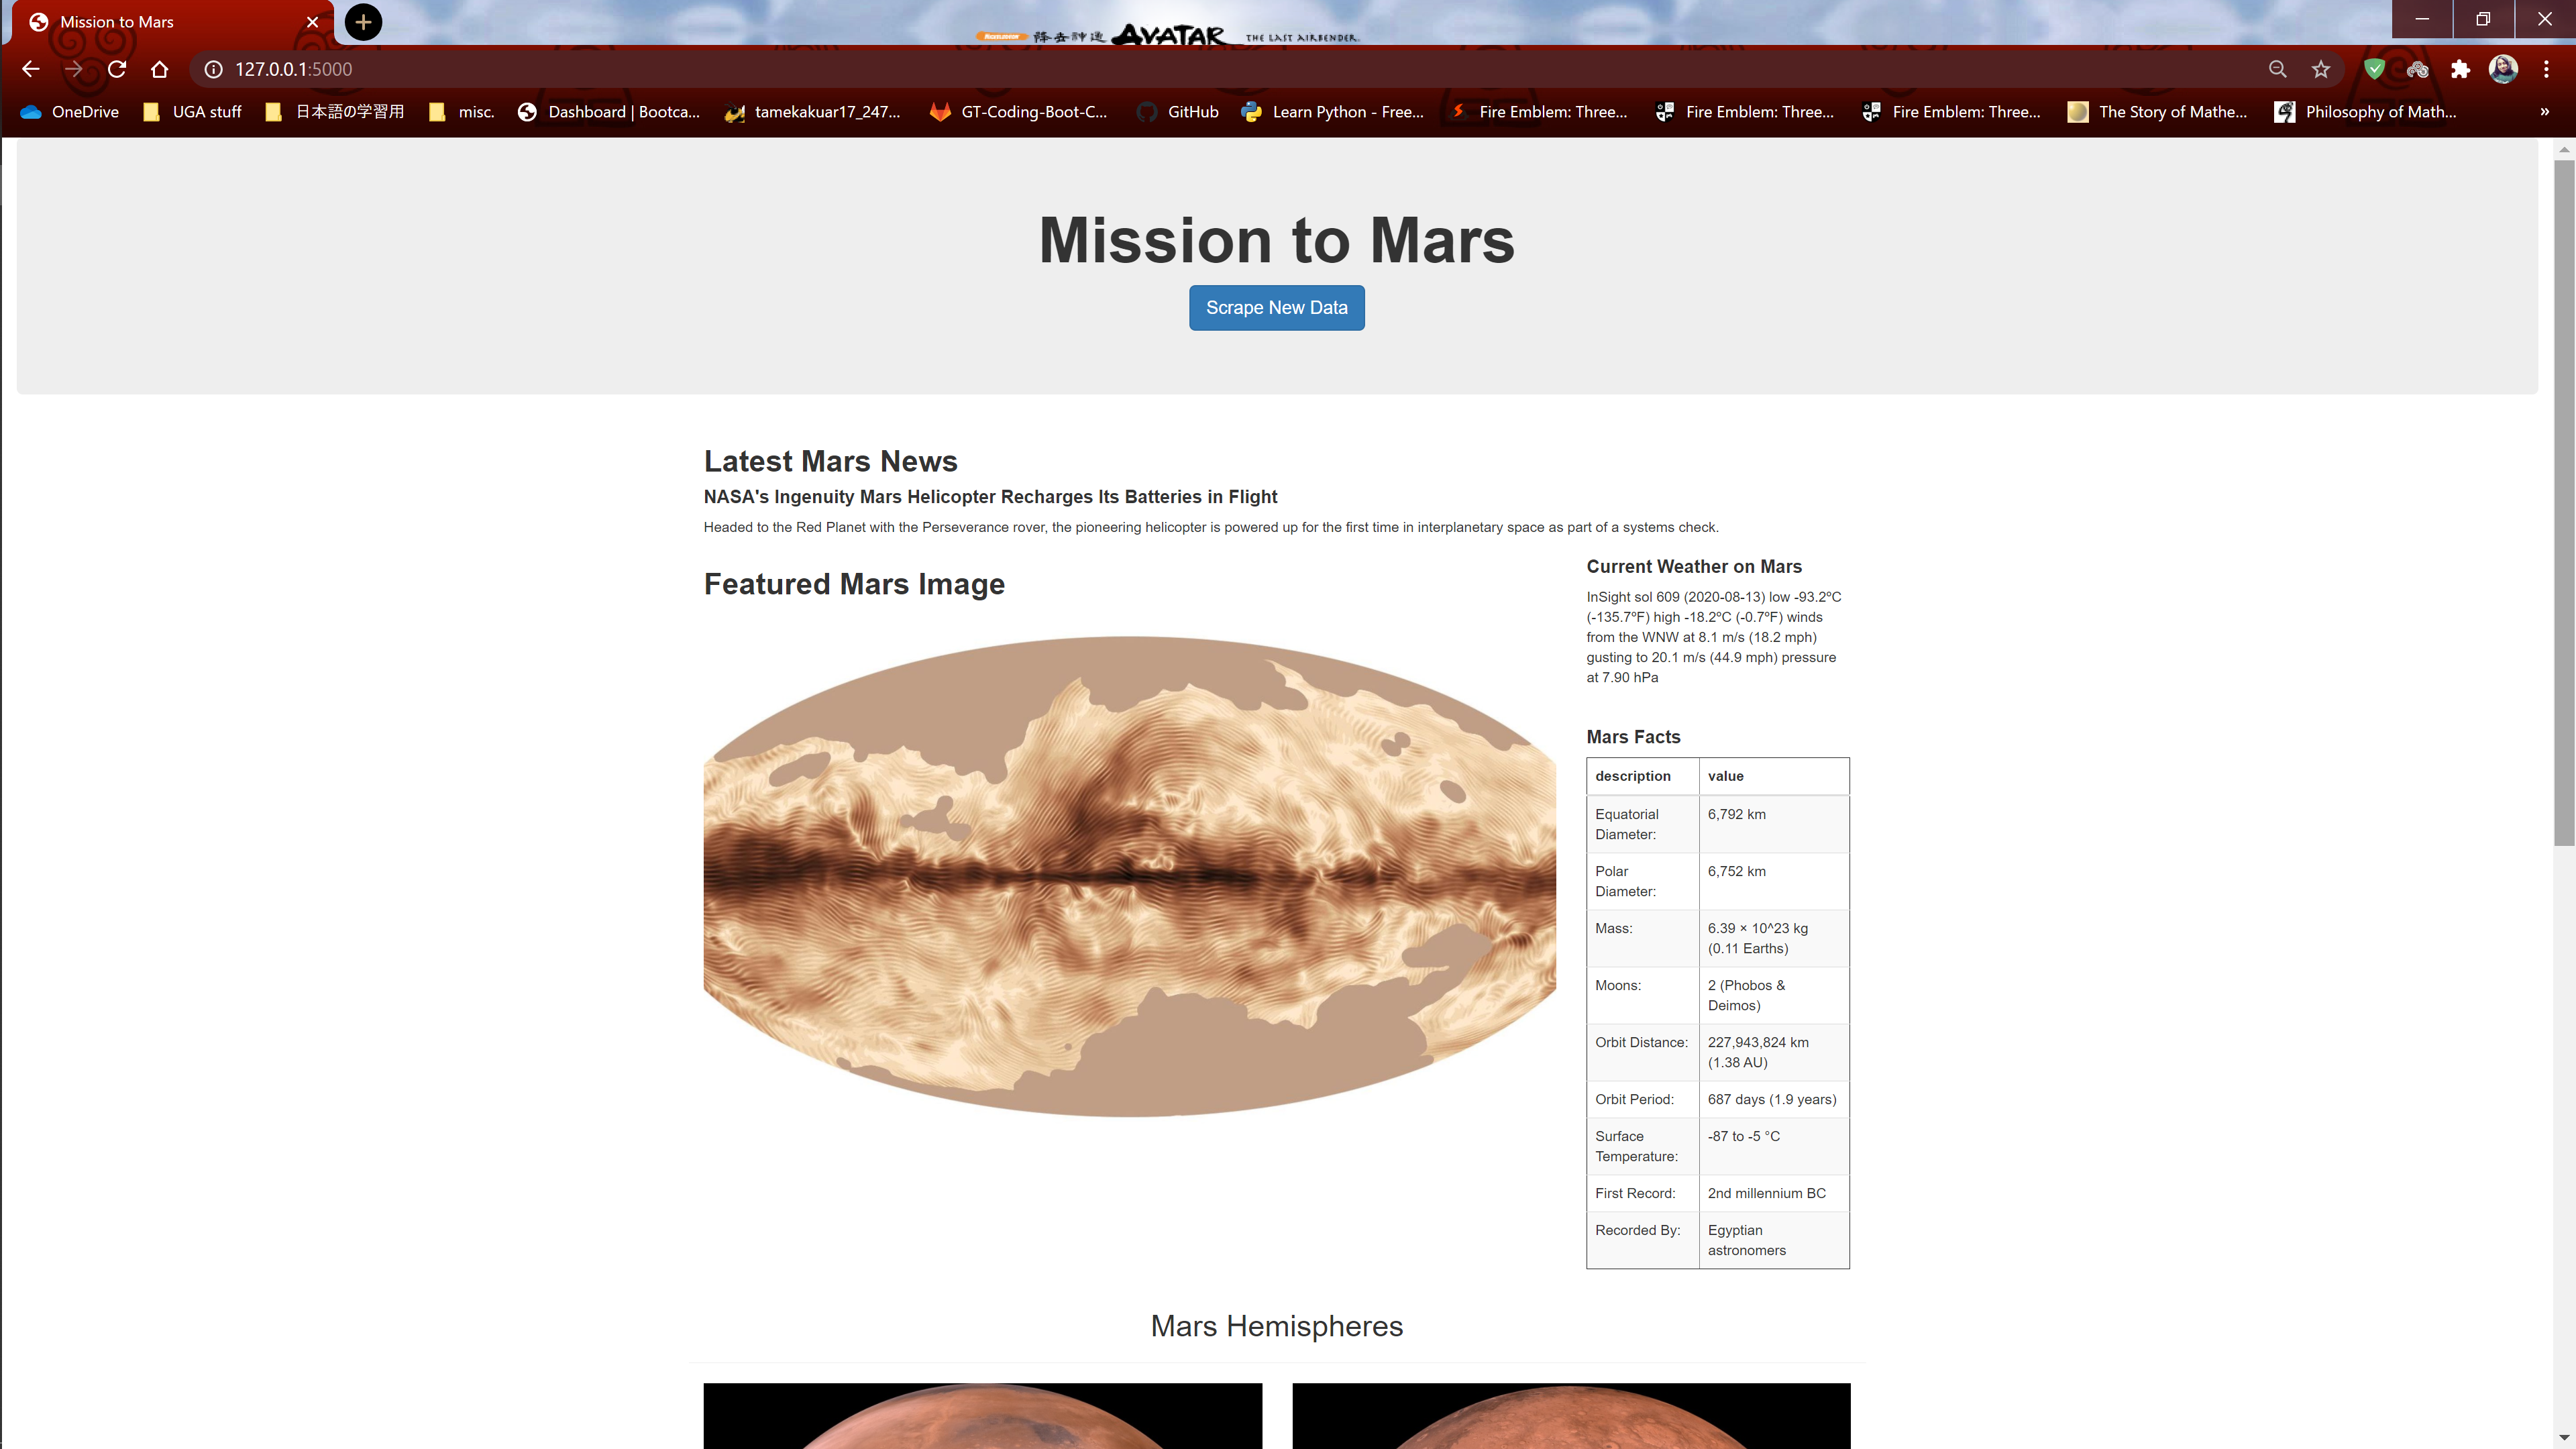 Mission to Mars
降去神通 AVATAR THE LAST AIRBENDER
127.0.0.1:5000
OneDrive UGA stuff 日本語の学習用 misc. Dashboard | Bootca... tamekakuar17_247... GT-Coding-Boot-C... GitHub Learn Python - Free... Fire Emblem: Three... Fire Emblem: Three... Fire Emblem: Three... The Story of Mathe... Philosophy of Math... »
Mission to Mars
Scrape New Data
Latest Mars News
NASA's Ingenuity Mars Helicopter Recharges Its Batteries in Flight
Headed to the Red Planet with the Perseverance rover, the pioneering helicopter is powered up for the first time in interplanetary space as part of a systems check.
Featured Mars Image
Current Weather on Mars
InSight sol 609 (2020-08-13) low -93.2ºC
(-135.7ºF) high -18.2ºC (-0.7ºF) winds
from the WNW at 8.1 m/s (18.2 mph)
gusting to 20.1 m/s (44.9 mph) pressure
at 7.90 hPa
Mars Facts
description value
Equatorial Diameter: 6,792 km
Polar Diameter: 6,752 km
Mass: 6.39 × 10^23 kg (0.11 Earths)
Moons: 2 (Phobos & Deimos)
Orbit Distance: 227,943,824 km (1.38 AU)
Orbit Period: 687 days (1.9 years)
Surface Temperature: -87 to -5 °C
First Record: 2nd millennium BC
Recorded By: Egyptian astronomers
Mars Hemispheres